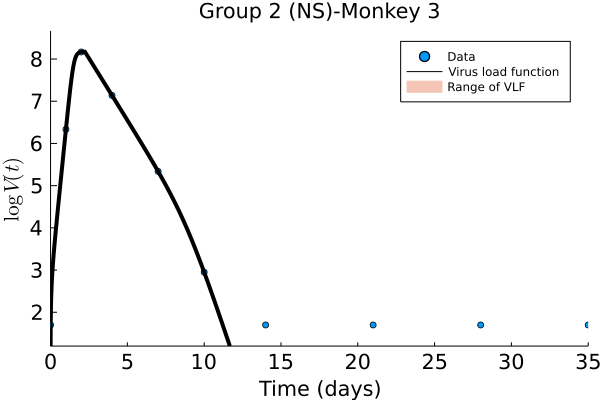 Group 2 (NS)-Monkey 3
Data
Virus load function
Range of VLF
log V(t)
8
7
6
5
4
3
2
0 5 10 15 20 25 30 35
Time (days)